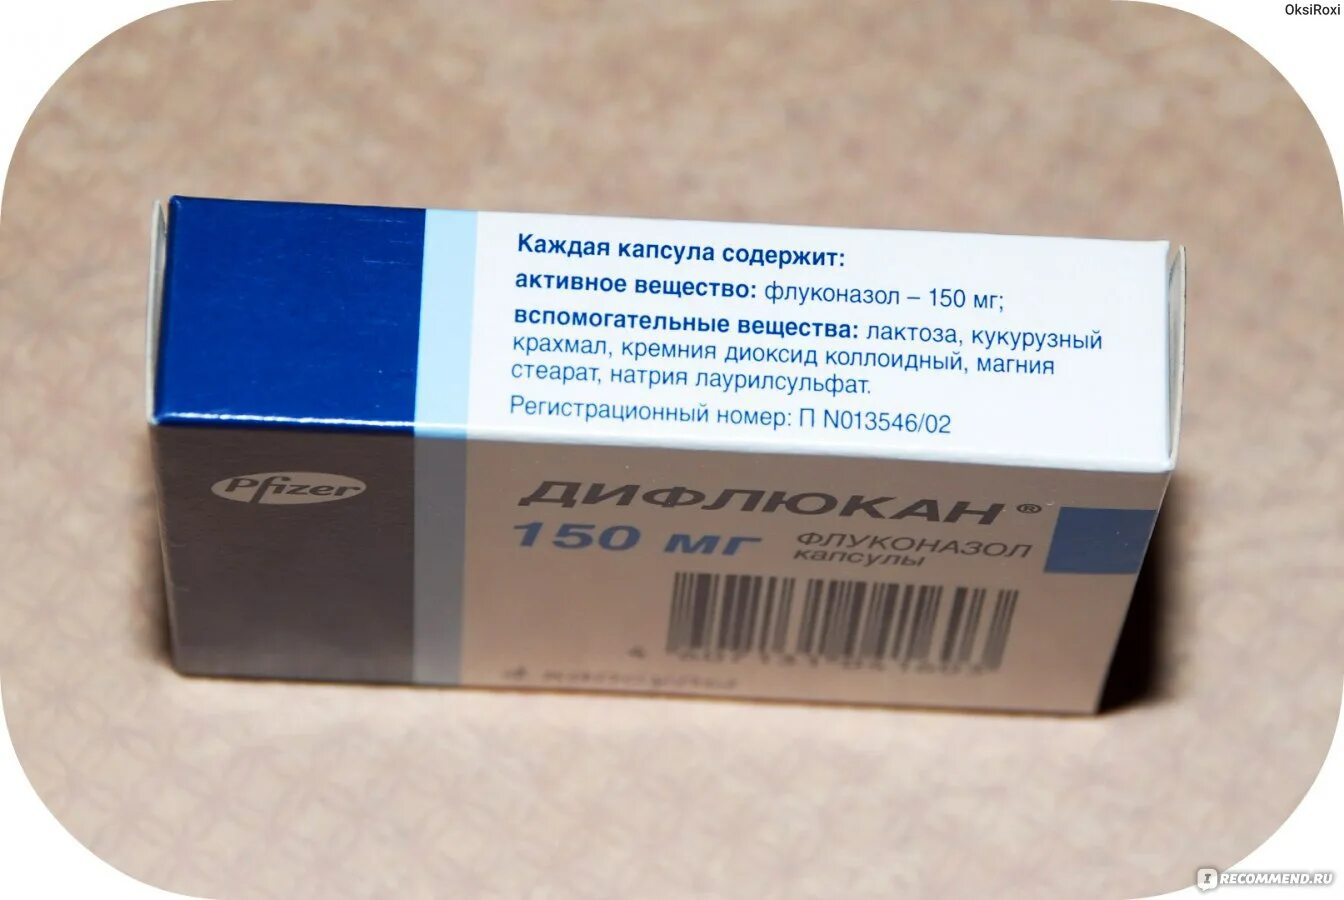 OksiRoxi
Каждая капсула содержит:
активное вещество: флуконазол – 150 мг;
вспомогательные вещества: лактоза, кукурузный
крахмал, кремния диоксид коллоидный, магния
стеарат, натрия лаурилсульфат.
Регистрационный номер: П N013546/02
Pfizer
ДИФЛЮКАН®
150 мг ФЛУКОНАЗОЛ
капсулы
IRECOMMEND.RU